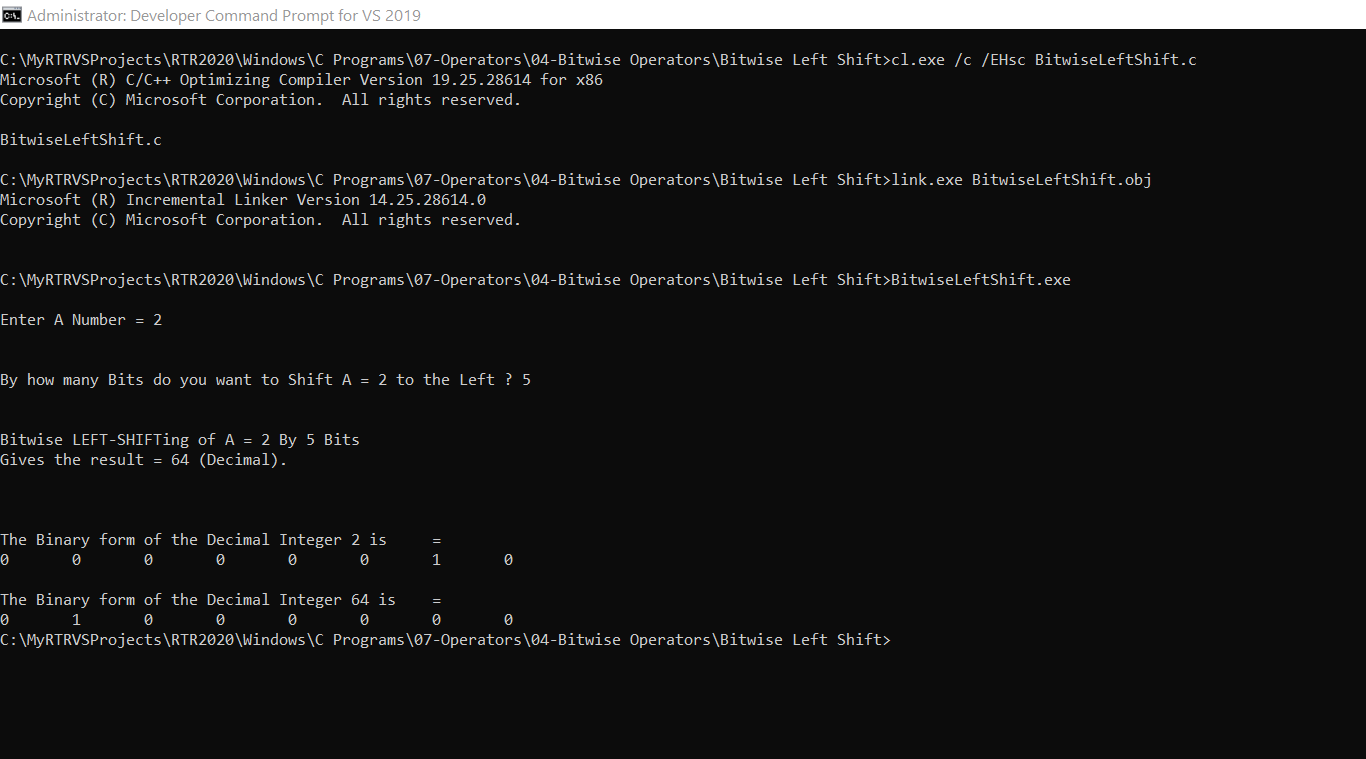 Administrator: Developer Command Prompt for VS 2019
C:\MyRTRVSProjects\RTR2020\Windows\C Programs\07-Operators\04-Bitwise Operators\Bitwise Left Shift>cl.exe /c /EHsc BitwiseLeftShift.c
Microsoft (R) C/C++ Optimizing Compiler Version 19.25.28614 for x86
Copyright (C) Microsoft Corporation.  All rights reserved.
BitwiseLeftShift.c
C:\MyRTRVSProjects\RTR2020\Windows\C Programs\07-Operators\04-Bitwise Operators\Bitwise Left Shift>link.exe BitwiseLeftShift.obj
Microsoft (R) Incremental Linker Version 14.25.28614.0
Copyright (C) Microsoft Corporation.  All rights reserved.
C:\MyRTRVSProjects\RTR2020\Windows\C Programs\07-Operators\04-Bitwise Operators\Bitwise Left Shift>BitwiseLeftShift.exe
Enter A Number = 2
By how many Bits do you want to Shift A = 2 to the Left ? 5
Bitwise LEFT-SHIFTing of A = 2 By 5 Bits
Gives the result = 64 (Decimal).
The Binary form of the Decimal Integer 2 is     =
0       0       0       0       0       0       1       0
The Binary form of the Decimal Integer 64 is    =
0       1       0       0       0       0       0       0
C:\MyRTRVSProjects\RTR2020\Windows\C Programs\07-Operators\04-Bitwise Operators\Bitwise Left Shift>